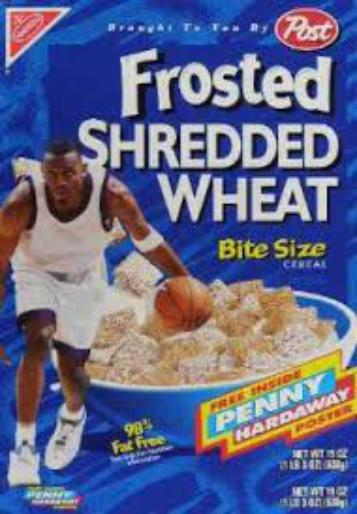 Brought To You By
Post
Frosted
SHREDDED
WHEAT
Bite Size
CEREAL
FREE INSIDE
PENNY
HARDAWAY
POSTER
98%
Fat Free
NET WT 19 OZ
NET WT 19 OZ
PENNY